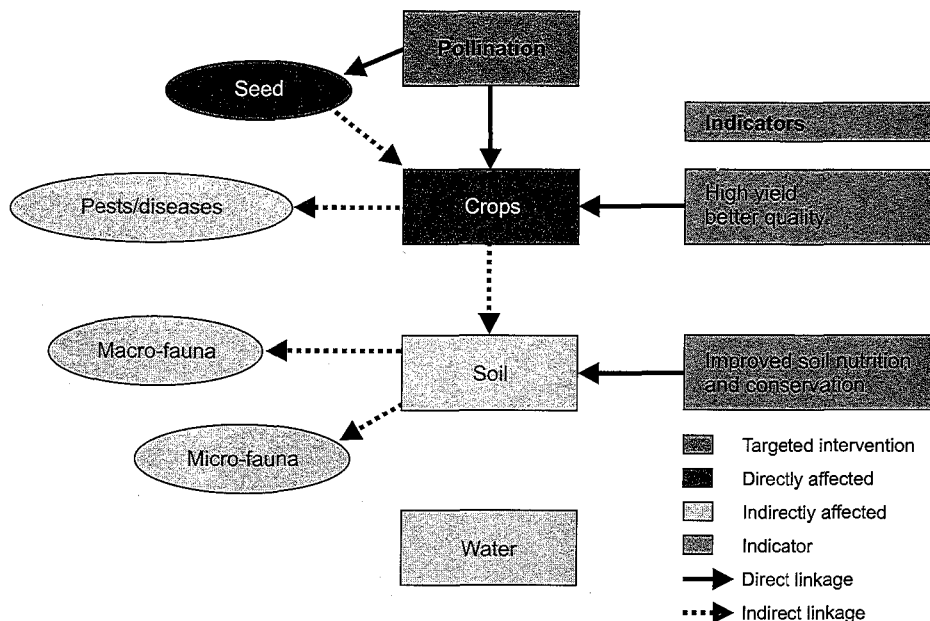 Pollination
Seed
Indicators
Pests/diseases
Crops
High yield
better quality
Macro-fauna
Soil
Improved soil nutrition
and conservation
Micro-fauna
Water
Targeted intervention
Directly affected
Indirectly affected
Indicator
Direct linkage
Indirect linkage